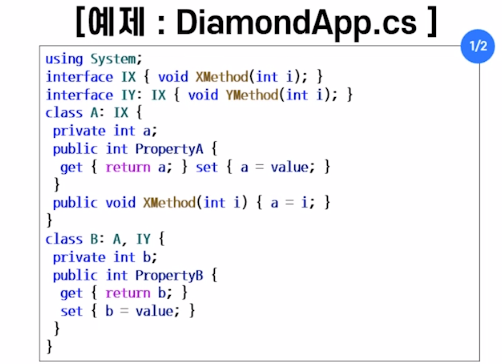 [예제 : DiamondApp.cs ]
1/2
using System;
interface IX { void XMethod(int i); }
interface IY: IX { void YMethod(int i); }
class A: IX {
private int a;
public int PropertyA {
get { return a; } set { a = value; }
}
public void XMethod(int i) { a = i; }
}
class B: A, IY {
private int b;
public int PropertyB {
get { return b; }
set { b = value; }
}
}